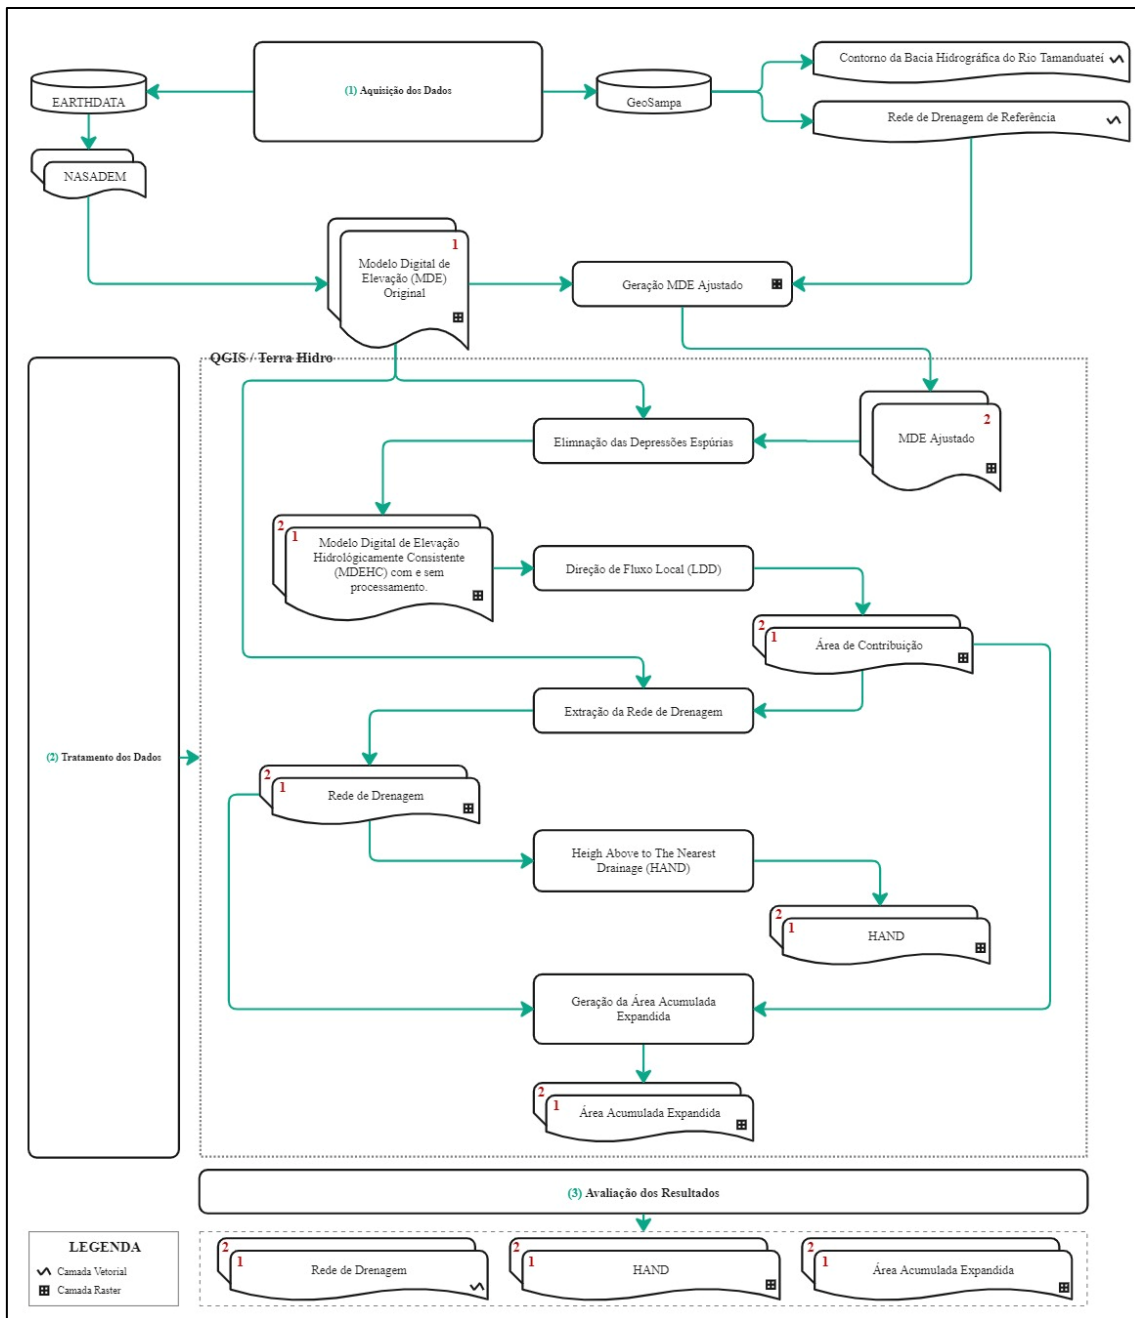 (1) Aquisição dos Dados
EARTHDATA
GeoSampa
Contorno da Bacia Hidrográfica do Rio Tamanduateí
Rede de Drenagem de Referência
NASADEM
1
Modelo Digital de
Elevação (MDE)
Original
Geração MDE Ajustado
QGIS / Terra Hidro
2
MDE Ajustado
Elimnação das Depressões Espúrias
2
1
Modelo Digital de Elevação
Hidrológicamente Consistente
(MDEHC) com e sem
processamento.
Direção de Fluxo Local (LDD)
2
1
Área de Contribuição
Extração da Rede de Drenagem
(2) Tratamento dos Dados
2
1
Rede de Drenagem
Heigh Above to The Nearest
Drainage (HAND)
2
1
HAND
Geração da Área Acumulada
Expandida
2
1
Área Acumulada Expandida
(3) Avaliação dos Resultados
LEGENDA
Camada Vetorial
Camada Raster
2
1
Rede de Drenagem
2
1
HAND
2
1
Área Acumulada Expandida